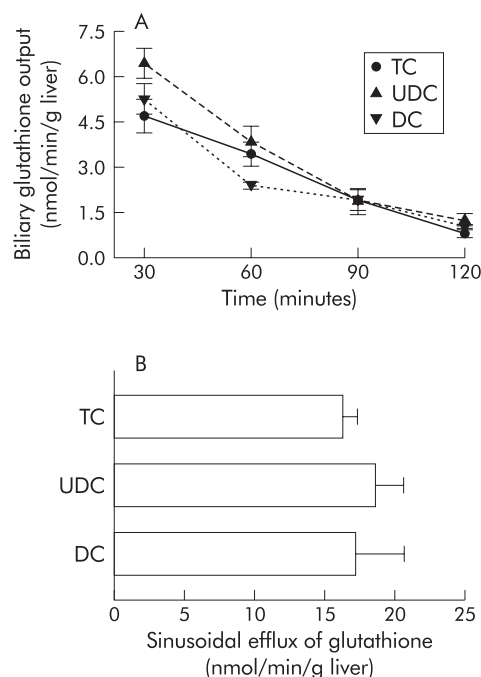 A
7.5
6.0
4.5
3.0
1.5
0.0
Biliary glutathione output
(nmol/min/g liver)
TC
UDC
DC
30 60 90 120
Time (minutes)
B
TC
UDC
DC
0 5 10 15 20 25
Sinusoidal efflux of glutathione
(nmol/min/g liver)